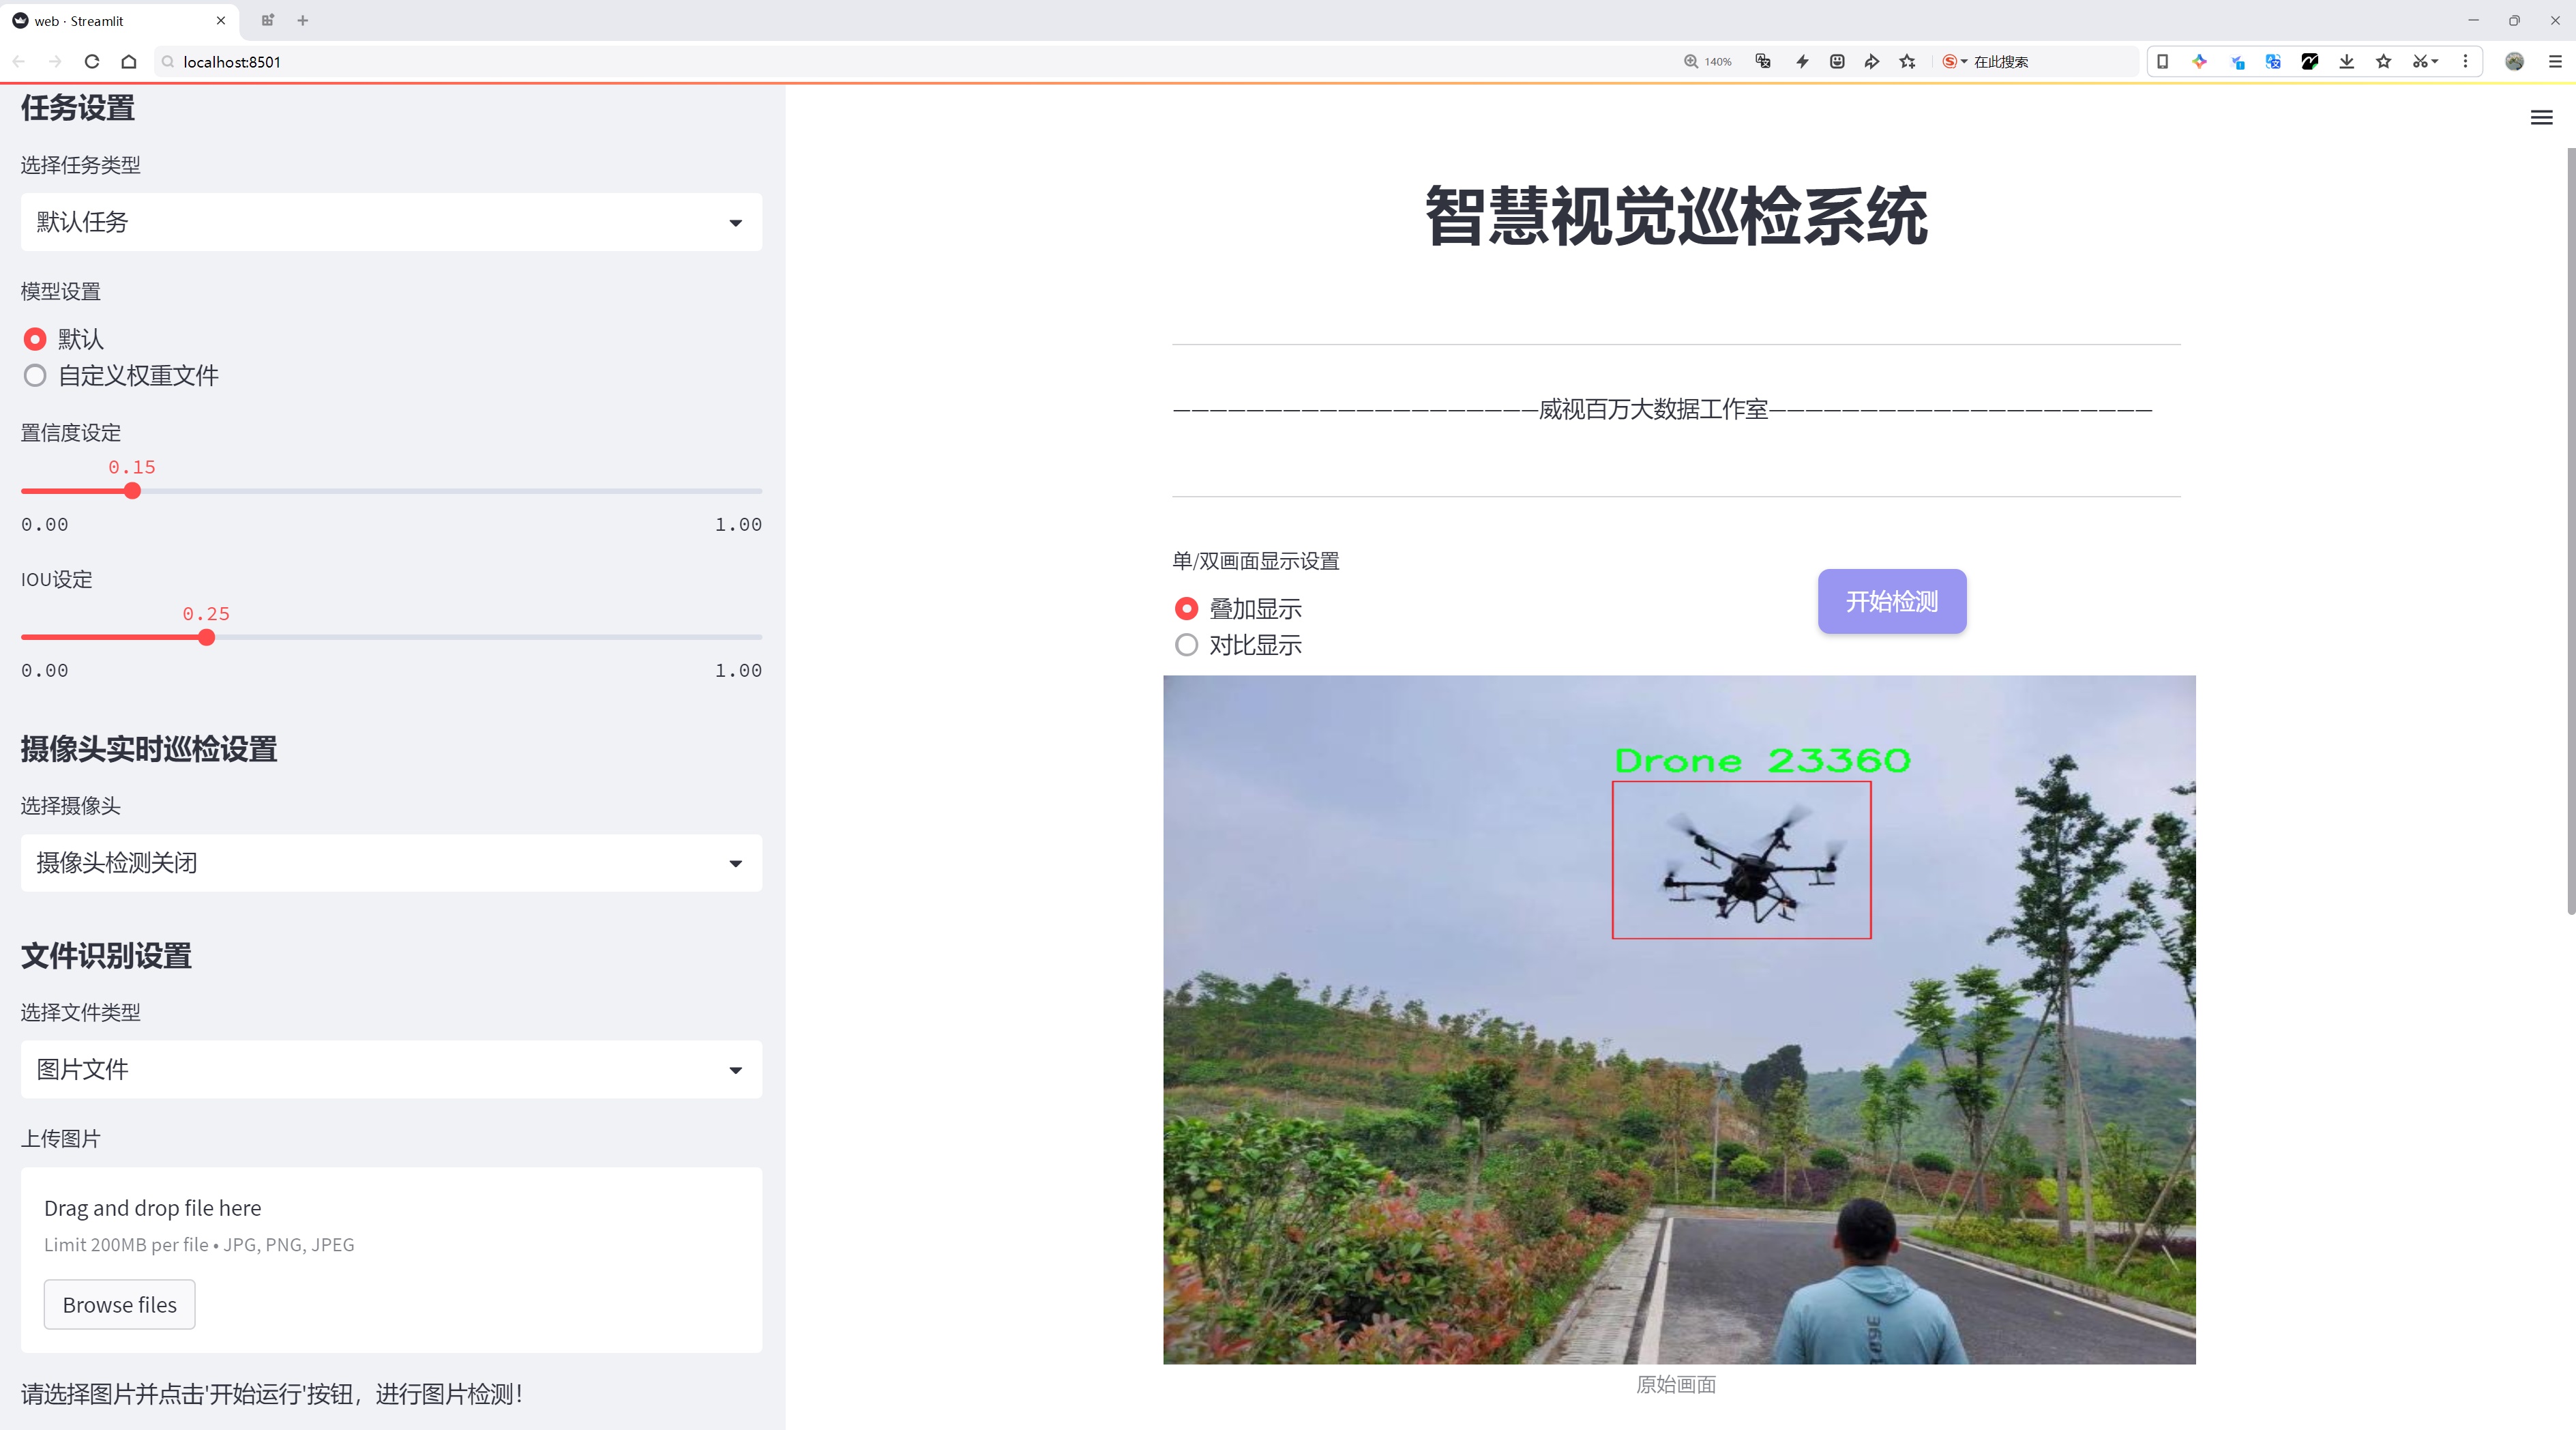 web · Streamlit
localhost:8501
140%
在此搜索
任务设置
选择任务类型
默认任务
模型设置
默认
自定义权重文件
置信度设定
0.15
0.00 1.00
IOU设定
0.25
0.00 1.00
摄像头实时巡检设置
选择摄像头
摄像头检测关闭
文件识别设置
选择文件类型
图片文件
上传图片
Drag and drop file here
Limit 200MB per file • JPG, PNG, JPEG
Browse files
请选择图片并点击'开始运行'按钮，进行图片检测！
智慧视觉巡检系统
————————————————————威视百万大数据工作室—————————————————————
单/双画面显示设置
叠加显示
对比显示
开始检测
Drone 23360
原始画面